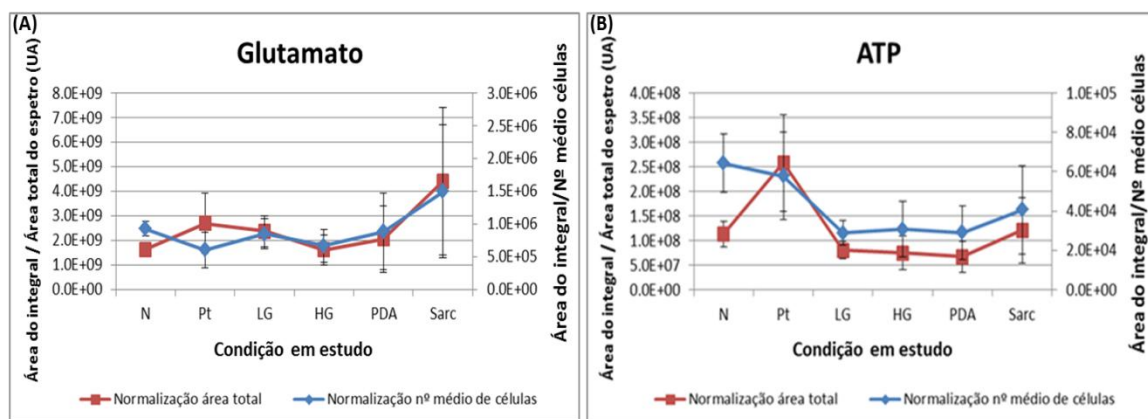 (A)
Glutamato
Área do integral / Área total do espetro (UA)
8.0E+09
7.0E+09
6.0E+09
5.0E+09
4.0E+09
3.0E+09
2.0E+09
1.0E+09
0.0E+00
3.0E+06
2.5E+06
2.0E+06
1.5E+06
1.0E+06
5.0E+05
0.0E+00
Área do integral/Nº médio células
N Pt LG HG PDA Sarc
Condição em estudo
Normalização área total Normalização nº médio de células
(B)
ATP
Área do integral / Área total do espetro (UA)
4.0E+08
3.5E+08
3.0E+08
2.5E+08
2.0E+08
1.5E+08
1.0E+08
5.0E+07
0.0E+00
1.0E+05
8.0E+04
6.0E+04
4.0E+04
2.0E+04
0.0E+00
Área do integral/Nº médio células
N Pt LG HG PDA Sarc
Condição em estudo
Normalização área total Normalização nº médio de células